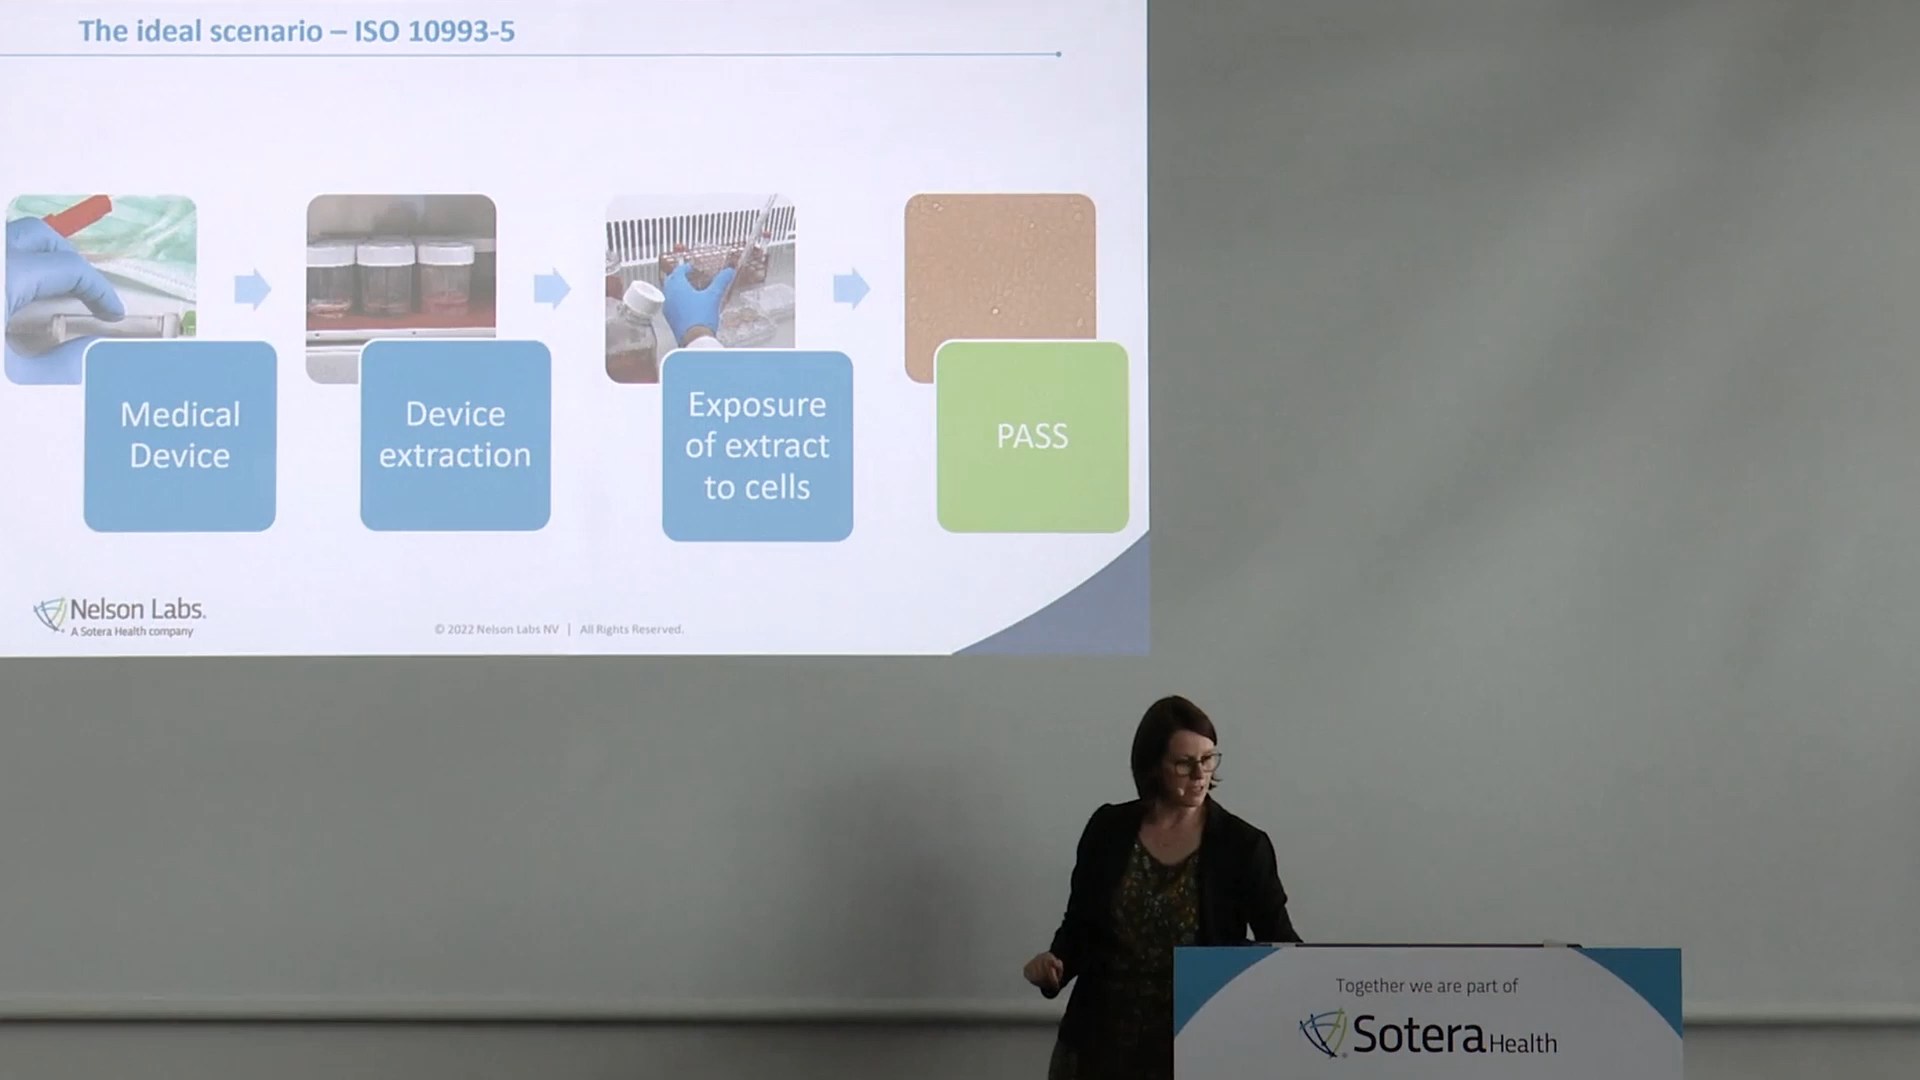 The ideal scenario – ISO 10993-5
Medical
Device
Device
extraction
Exposure
of extract
to cells
PASS
Nelson Labs.
A Sotera Health company
© 2022 Nelson Labs NV | All Rights Reserved.
Together we are part of
Sotera Health